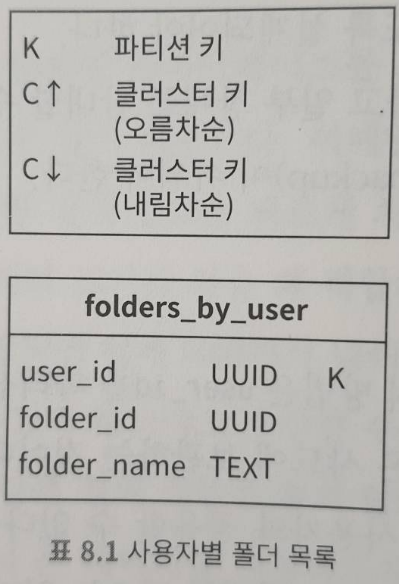 K 파티션 키
C↑ 클러스터 키
(오름차순)
C↓ 클러스터 키
(내림차순)
folders_by_user
user_id UUID K
folder_id UUID
folder_name TEXT
표 8.1 사용자별 폴더 목록